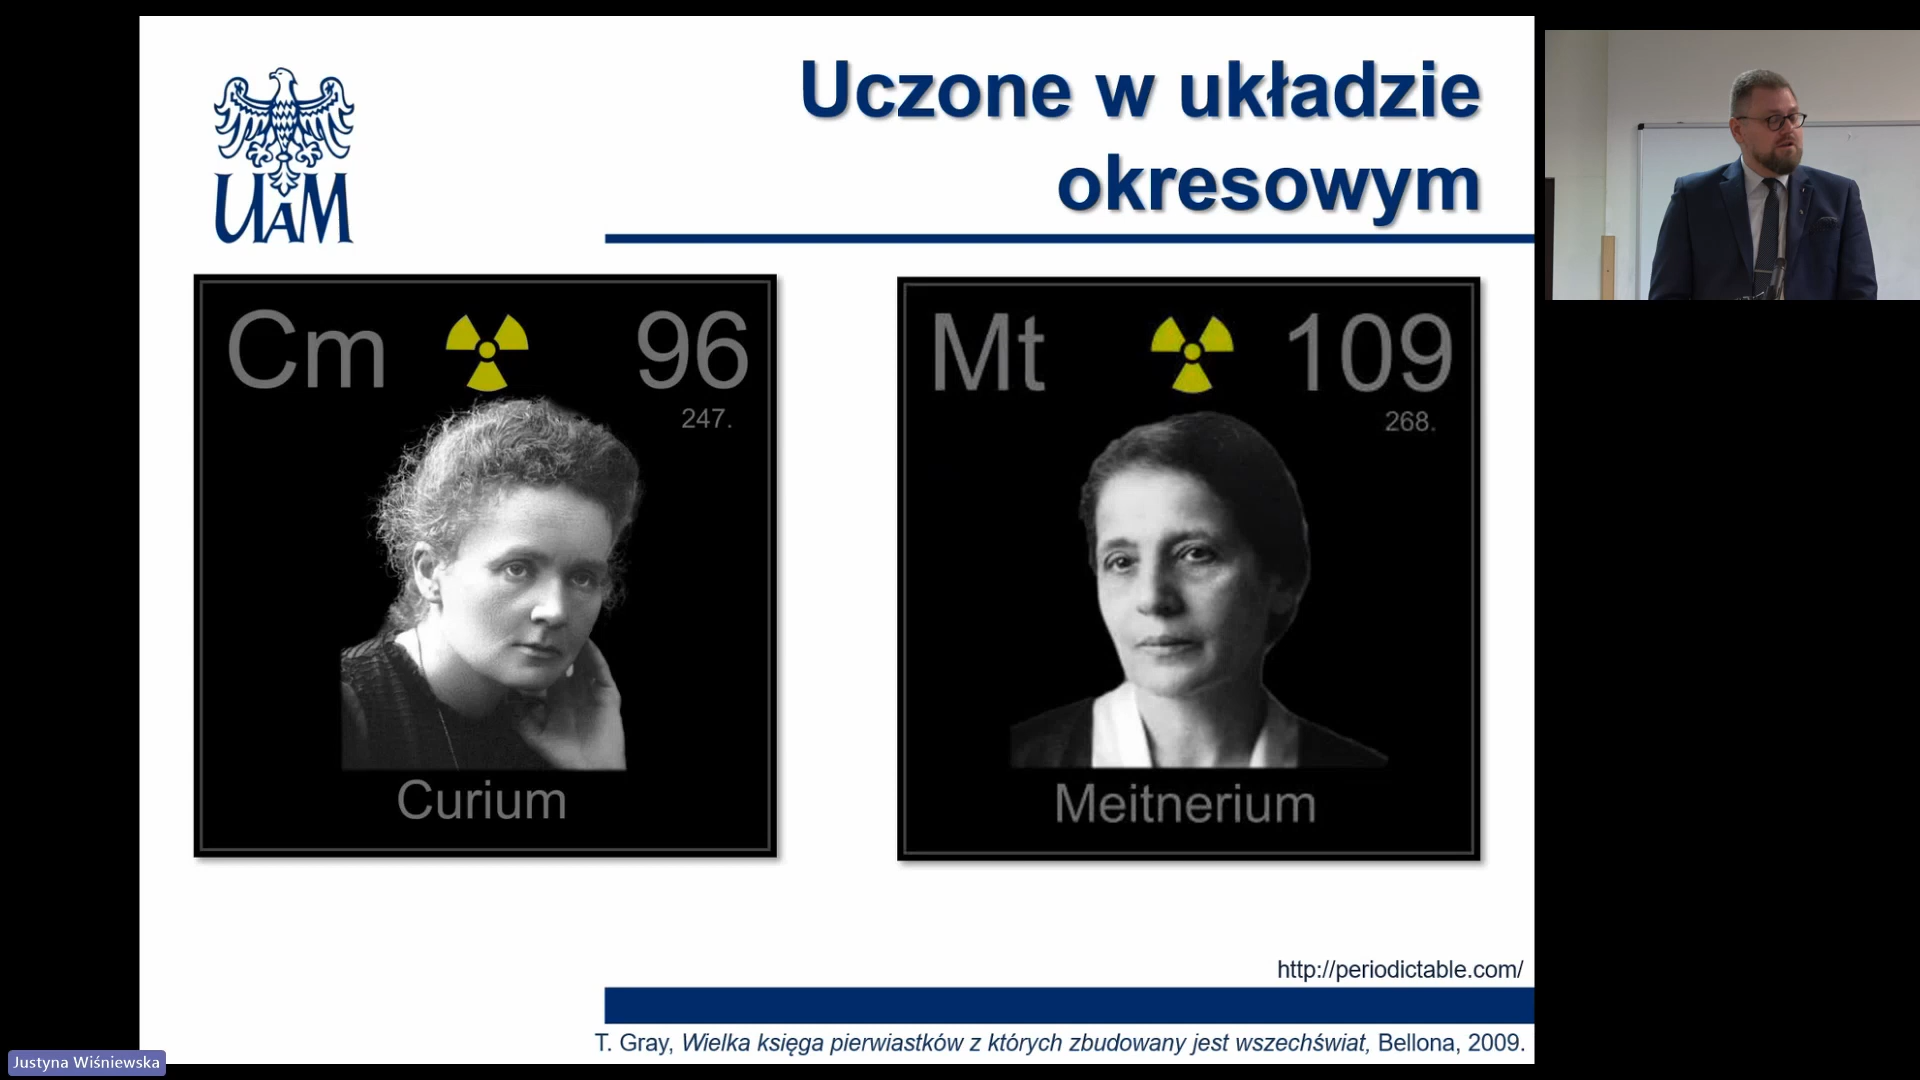 UAM
Uczone w układzie
okresowym
Cm
96
247.
Curium
Mt
109
268.
Meitnerium
http://periodictable.com/
T. Gray, Wielka księga pierwiastków z których zbudowany jest wszechświat, Bellona, 2009.
Justyna Wiśniewska